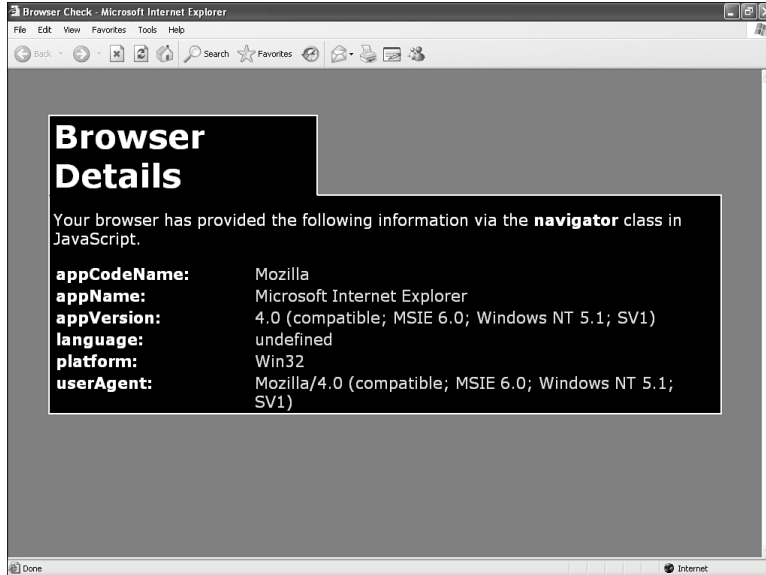 Browser Check - Microsoft Internet Explorer
File Edit View Favorites Tools Help
Back Search Favorites
Browser
Details
Your browser has provided the following information via the navigator class in
JavaScript.
appCodeName: Mozilla
appName: Microsoft Internet Explorer
appVersion: 4.0 (compatible; MSIE 6.0; Windows NT 5.1; SV1)
language: undefined
platform: Win32
userAgent: Mozilla/4.0 (compatible; MSIE 6.0; Windows NT 5.1;
SV1)
Done Internet